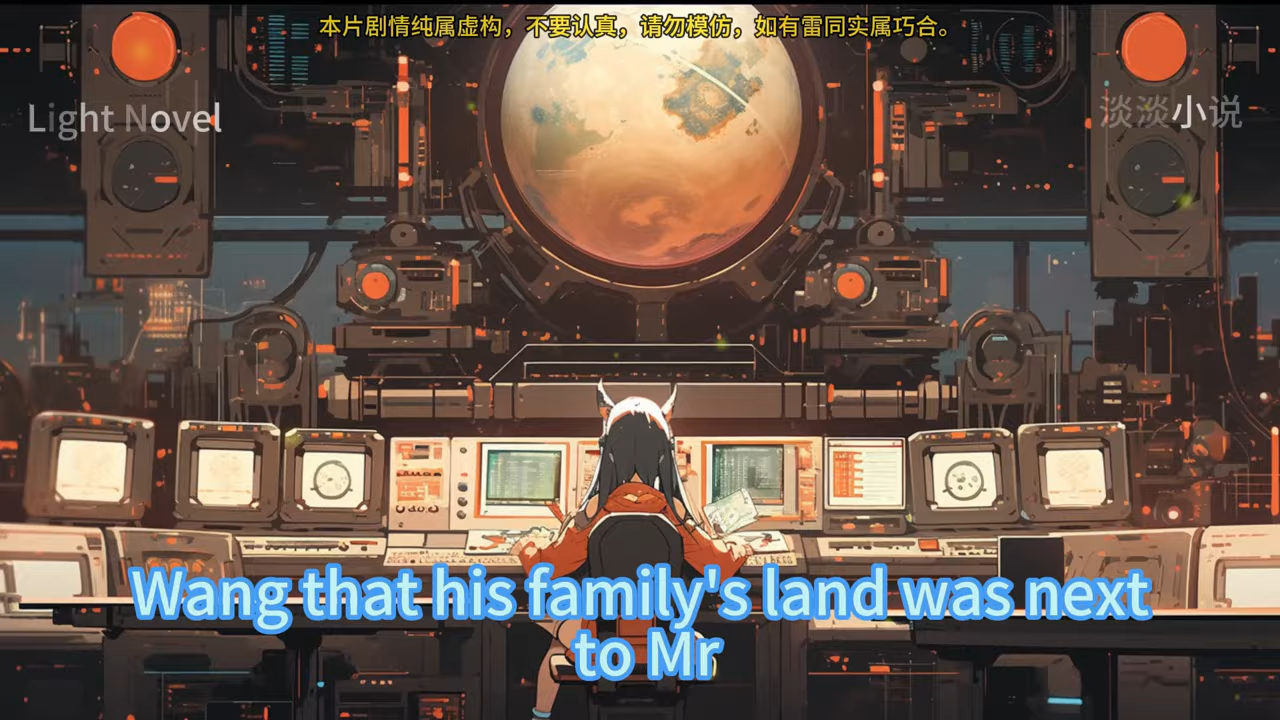 本片剧情纯属虚构，不要认真，请勿模仿，如有雷同实属巧合。
Light Novel
淡淡小说
Wang that his family's land was next
to Mr